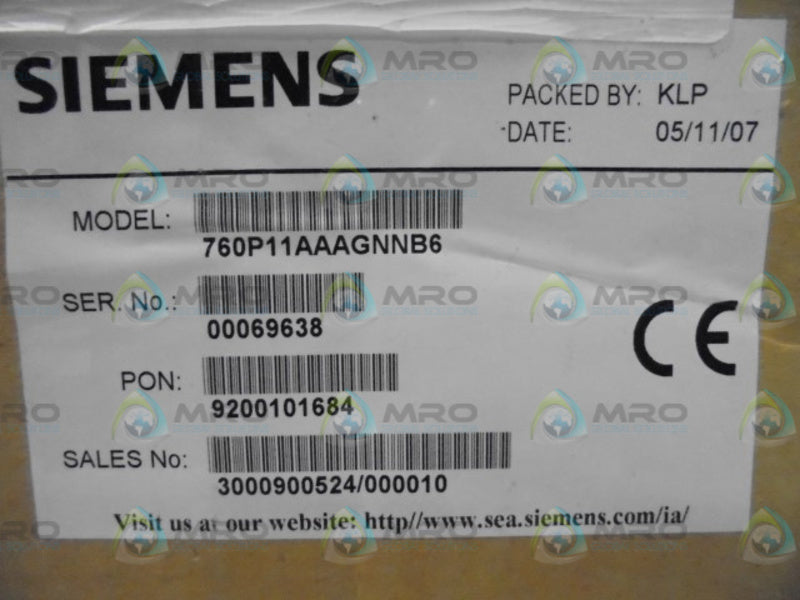 SIEMENS
PACKED BY: KLP
DATE: 05/11/07
MODEL:
760P11AAAGNNB6
SER. No.:
00069638
PON:
9200101684
SALES No:
3000900524/000010
CE
Visit us at our website: http//www.sea.siemens.com/ia/
MRO